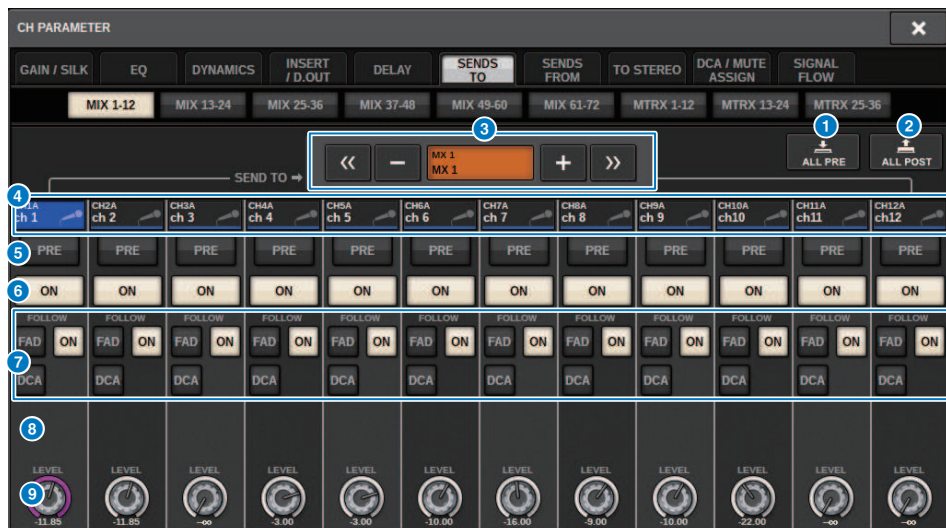 CH PARAMETER
GAIN / SILK EQ DYNAMICS INSERT / D.OUT DELAY SENDS TO SENDS FROM TO STEREO DCA / MUTE ASSIGN SIGNAL FLOW
MIX 1-12 MIX 13-24 MIX 25-36 MIX 37-48 MIX 49-60 MIX 61-72 MTRX 1-12 MTRX 13-24 MTRX 25-36
3 1 2
MX 1
MX 1
ALL PRE ALL POST
SEND TO
4
CH1A CH2A CH3A CH4A CH5A CH6A CH7A CH8A CH9A CH10A CH11A CH12A
ch 1 ch 2 ch 3 ch 4 ch 5 ch 6 ch 7 ch 8 ch 9 ch10 ch11 ch12
5 PRE PRE PRE PRE PRE PRE PRE PRE PRE PRE PRE PRE
6 ON ON ON ON ON ON ON ON ON ON ON ON
FOLLOW FOLLOW FOLLOW FOLLOW FOLLOW FOLLOW FOLLOW FOLLOW FOLLOW FOLLOW FOLLOW FOLLOW
FAD ON FAD ON FAD ON FAD ON FAD ON FAD ON FAD ON FAD ON FAD ON FAD ON FAD ON FAD ON
7
DCA DCA DCA DCA DCA DCA DCA DCA DCA DCA DCA DCA
8
LEVEL LEVEL LEVEL LEVEL LEVEL LEVEL LEVEL LEVEL LEVEL LEVEL LEVEL LEVEL
9
-11.85 -11.85 -∞ -3.00 -3.00 -10.00 -16.00 -9.00 -10.00 -22.00 -∞ -∞